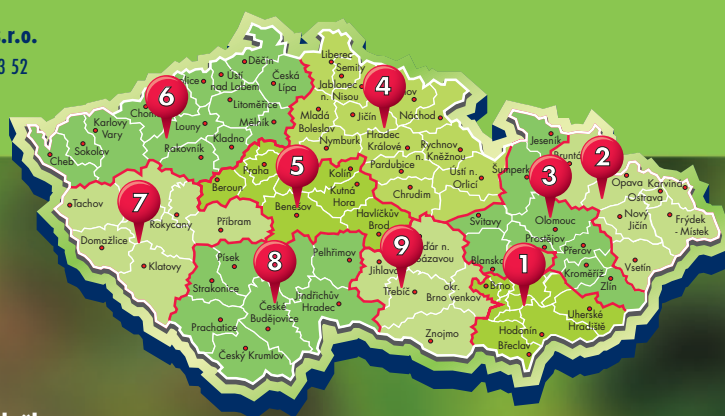 s.r.o.
3 52
Děčín
Liberec
Semily
Ústí
nad Labem
Česká
Lípa
Jablonec
n. Nisou
4
6
Litoměřice
Karlovy
Vary
Louny
Mělník
Mladá
Boleslav
Jičín
Náchod
Sokolov
Cheb
Rakovník
Kladno
Nymburk
Hradec
Králové
Rychnov
n. Kněžnou
Jeseník
2
5
3
Praha
Kolín
Pardubice
Ústí n.
Orlicí
Šumperk
Opava
Karviná
Ostrava
Beroun
Kutná
Hora
Chrudim
7
Tachov
Benešov
Havlíčkův
Brod
Svitavy
Olomouc
Nový
Jičín
Frýdek
- Místek
Rokycany
Příbram
Domažlice
Prostějov
Přerov
9
1
8
Klatovy
Písek
Pelhřimov
Jihlava
Blansko
Kroměříž
Vsetín
Strakonice
Třebíč
okr.
Brno venkov
Brno
Zlín
České
Budějovice
Jindřichův
Hradec
Uherské
Hradiště
Prachatice
Znojmo
Hodonín
Břeclav
Český Krumlov